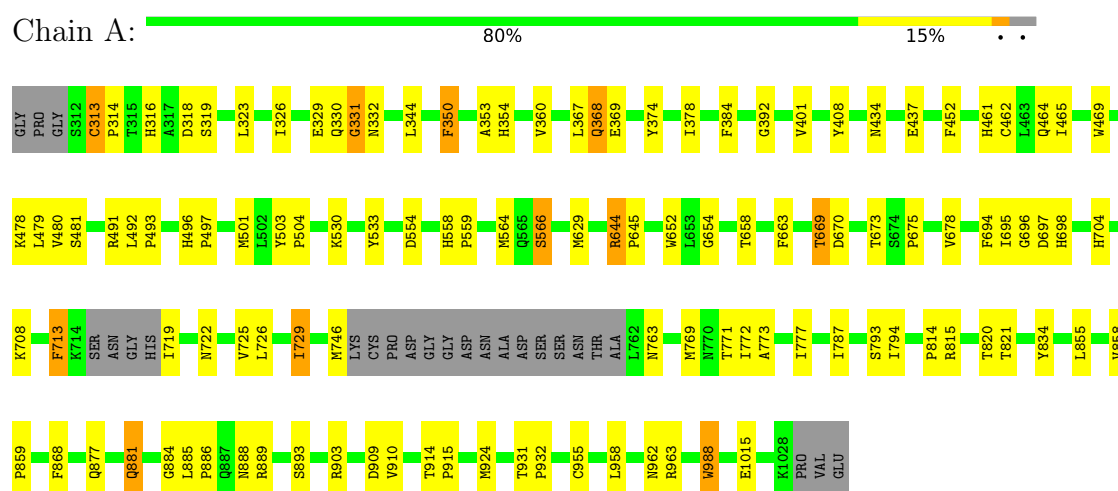 Chain A:
80% 15% • •
GLY PRO GLY S312 C313 P314 T315 H316 A317 D318 S319 L323 I326 E329 Q330 G331 N332 L344 F350 A353 H354 V360 L367 Q368 E369 Y374 I378 F384 G392 V401 Y408 N434 E437 F452 H461 C462 L463 Q464 I465 W469
K478 L479 V480 S481 R491 L492 P493 H496 P497 M501 L502 Y503 P504 K530 Y533 D554 H558 P559 M564 Q565 S566 M629 R644 P645 W652 L653 G654 T658 F663 T669 D670 T673 S674 P675 V678 F694 I695 G696 D697 H698 H704
K708 F713 K714 SER ASN GLY HIS I719 N722 V725 L726 I729 M746 LYS CYS PRO ASP GLY GLY ASP ASN ALA ASP SER SER ASN THR ALA L762 N763 M769 N770 T771 I772 A773 I777 I787 S793 I794 P814 R815 T820 T821 Y834 L855 V858
P859 F868 Q877 Q881 G884 L885 P886 Q887 N888 R889 S893 R903 D909 V910 T914 P915 M924 T931 P932 C955 L958 N962 R963 W988 E1015 K1028 PRO VAL GLU